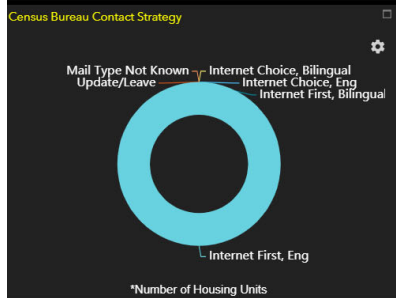 Census Bureau Contact Strategy
Mail Type Not Known
Internet Choice, Bilingual
Update/Leave
Internet Choice, Eng
Internet First, Bilingual
Internet First, Eng
*Number of Housing Units